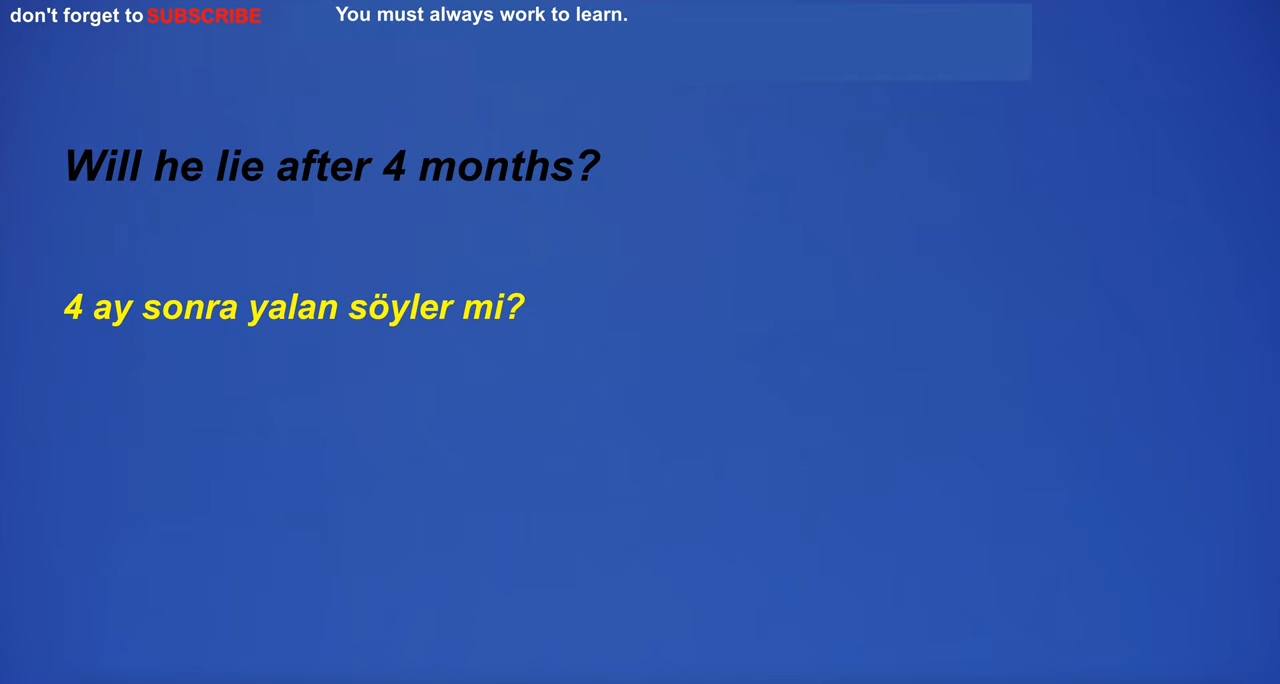 don't forget to SUBSCRIBE
You must always work to learn.
Will he lie after 4 months?
4 ay sonra yalan söyler mi?